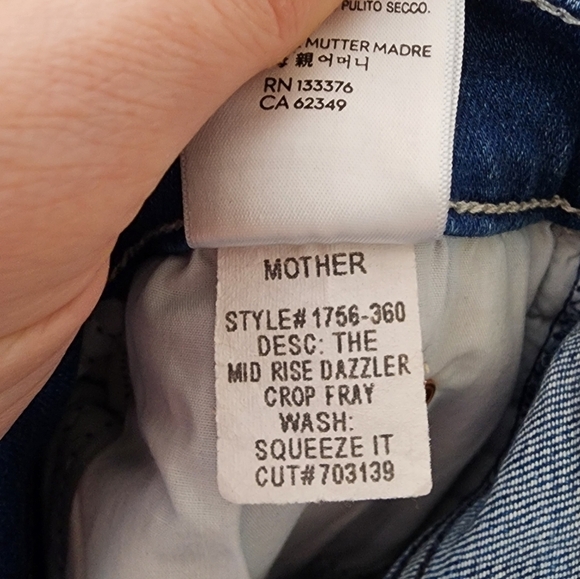 PULITO SECCO.
MUTTER MADRE
親 어머니
RN 133376
CA 62349
MOTHER
STYLE# 1756-360
DESC: THE
MID RISE DAZZLER
CROP FRAY
WASH:
SQUEEZE IT
CUT# 703139